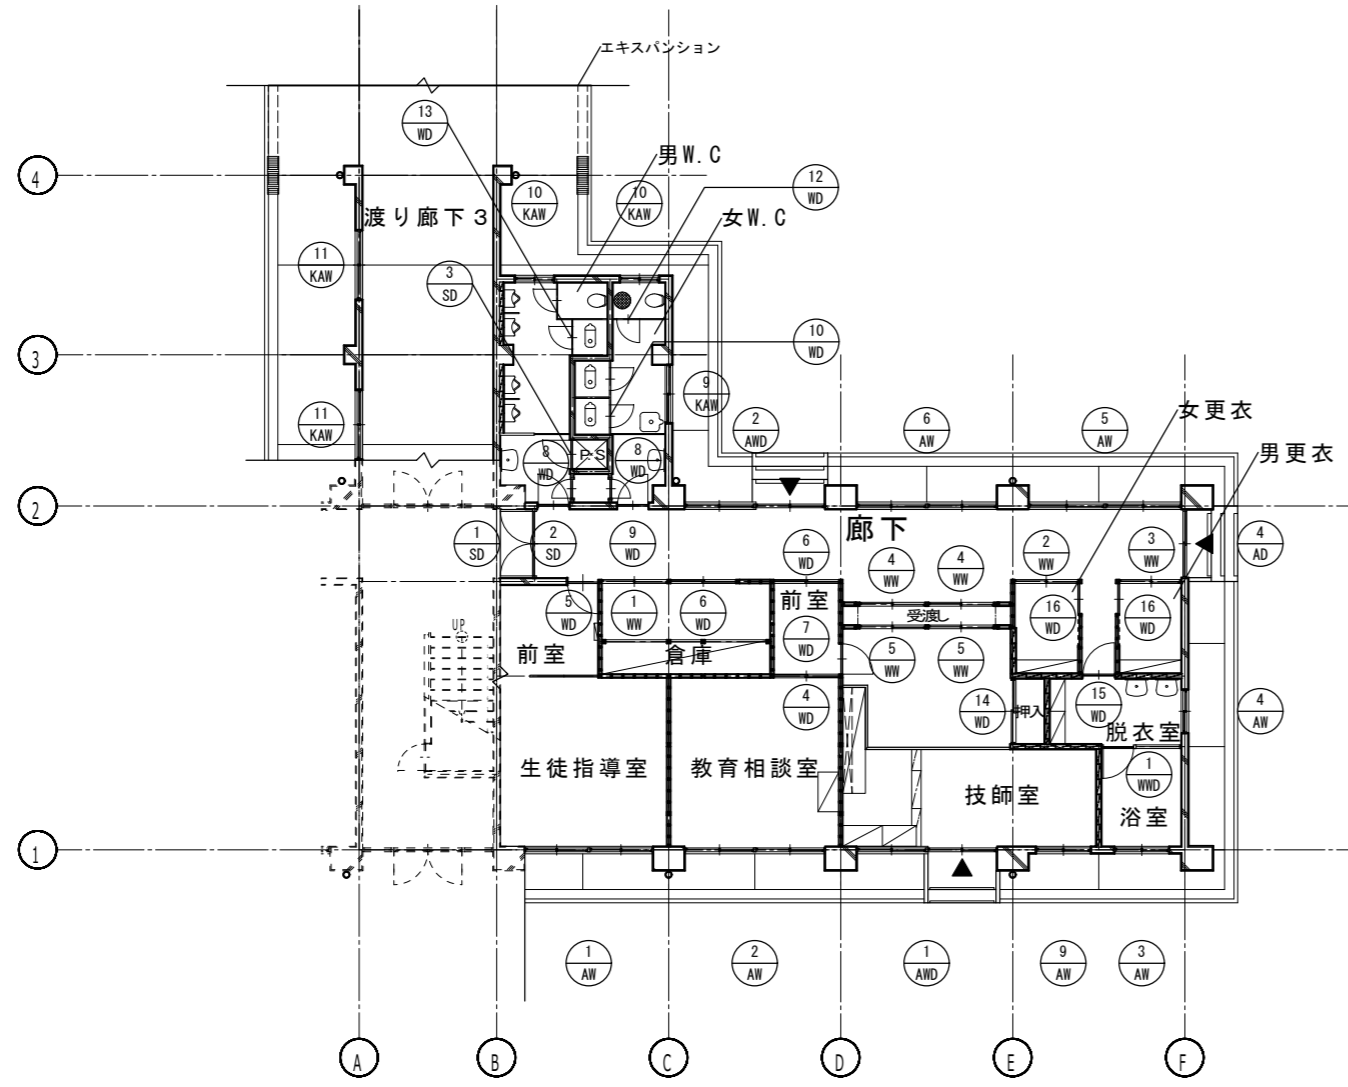 エキスパンション
13
WD
男W.C
12
WD
4
10
KAW
10
KAW
渡り廊下3
女W.C
11
KAW
3
SD
10
WD
3
9
KAW
11
KAW
2
AWD
6
AW
5
AW
女更衣
男更衣
8
WD
P.S
8
WD
2
廊下
1
SD
2
SD
9
WD
6
WD
4
WW
4
WW
2
WW
3
WW
4
AD
5
WD
1
WW
6
WD
前室
受渡し
16
WD
16
WD
UP
7
WD
前室
倉庫
5
WW
5
WW
4
WD
14
WD
押入
15
WD
脱衣室
4
AW
生徒指導室
教育相談室
技師室
1
WWD
浴室
1
1
AW
2
AW
1
AWD
9
AW
3
AW
A
B
C
D
E
F